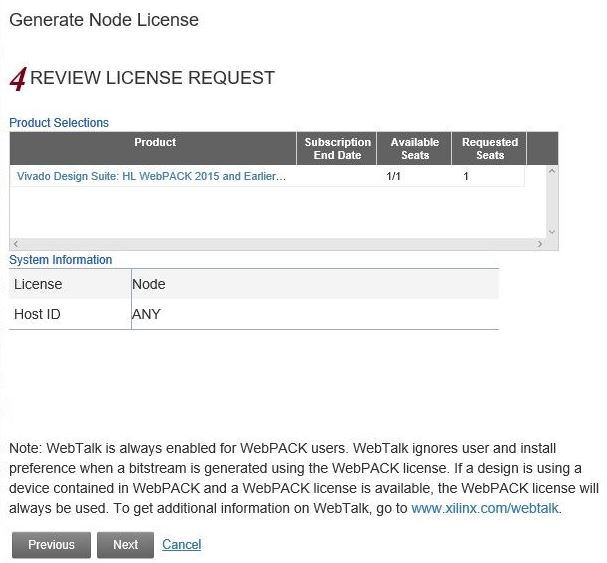 Generate Node License
4 REVIEW LICENSE REQUEST
Product Selections
Product Subscription End Date Available Seats Requested Seats
Vivado Design Suite: HL WebPACK 2015 and Earlier... 1/1 1
System Information
License Node
Host ID ANY
Note: WebTalk is always enabled for WebPACK users. WebTalk ignores user and install
preference when a bitstream is generated using the WebPACK license. If a design is using a
device contained in WebPACK and a WebPACK license is available, the WebPACK license will
always be used. To get additional information on WebTalk, go to www.xilinx.com/webtalk.
Previous Next Cancel